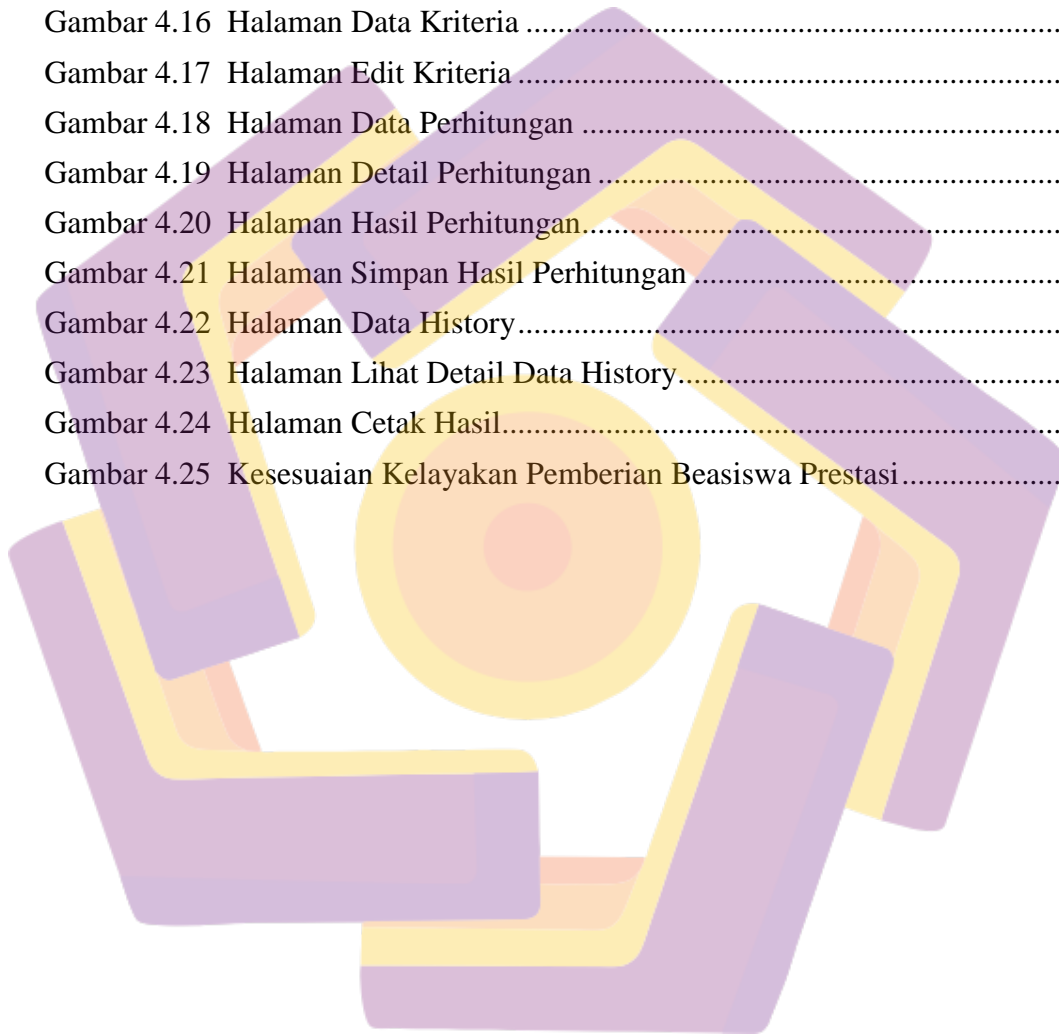 Gambar 4.16  Halaman Data Kriteria ....................................................................
Gambar 4.17  Halaman Edit Kriteria .....................................................................
Gambar 4.18  Halaman Data Perhitungan .............................................................
Gambar 4.19  Halaman Detail Perhitungan ...........................................................
Gambar 4.20  Halaman Hasil Perhitungan.............................................................
Gambar 4.21  Halaman Simpan Hasil Perhitungan ...............................................
Gambar 4.22  Halaman Data History.....................................................................
Gambar 4.23  Halaman Lihat Detail Data History.................................................
Gambar 4.24  Halaman Cetak Hasil.......................................................................
Gambar 4.25  Kesesuaian Kelayakan Pemberian Beasiswa Prestasi....................